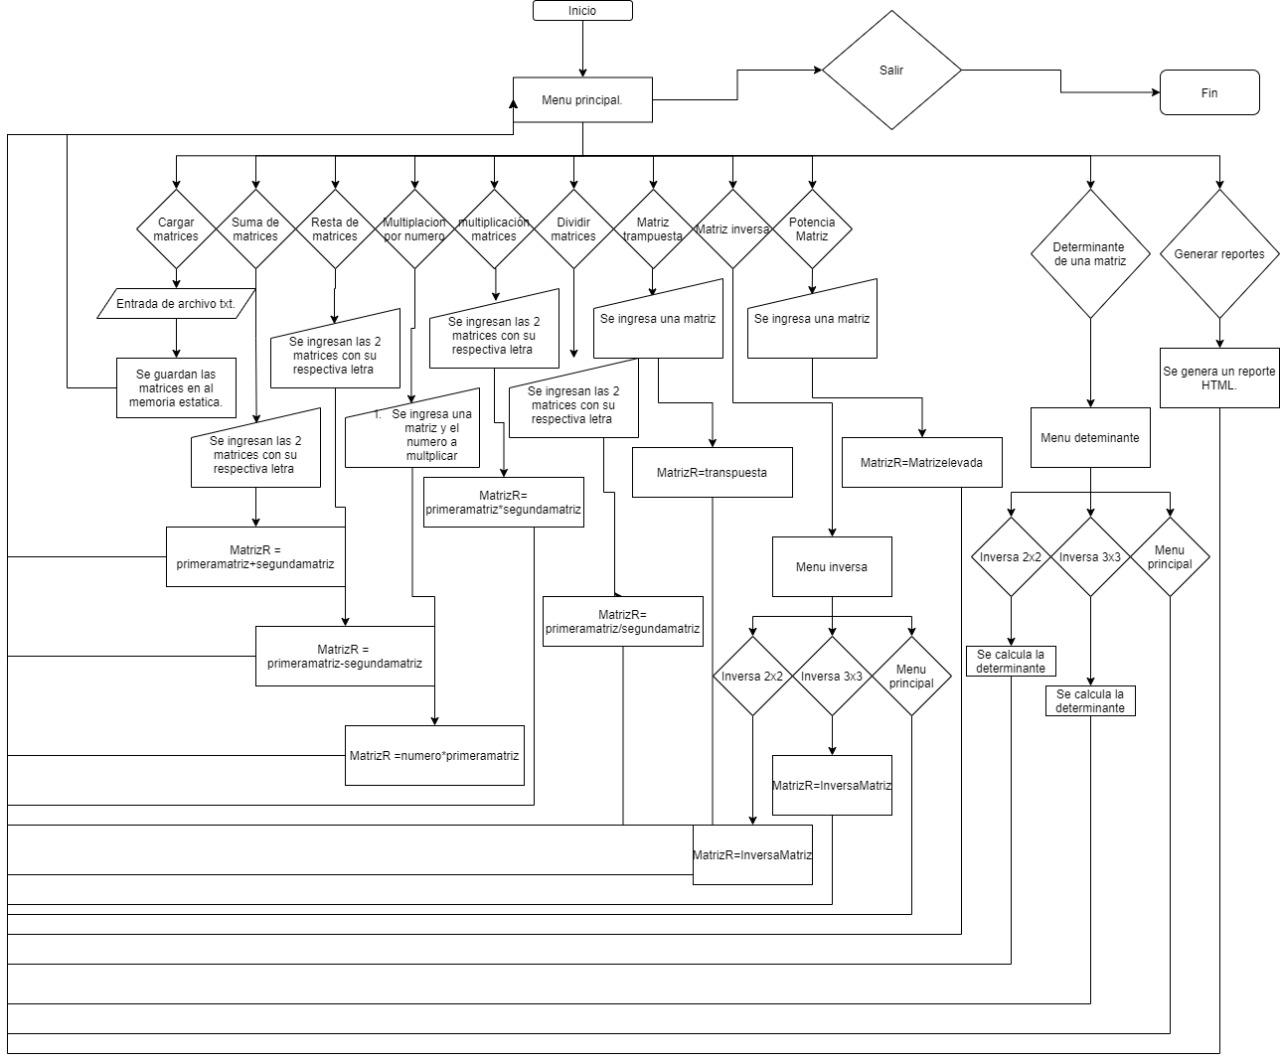 Inicio
Menu principal.
Salir
Fin
Cargar
matrices
Suma de
matrices
Resta de
matrices
Multiplacion
por numero
multiplicación
matrices
Dividir
matrices
Matriz
trampuesta
Matriz inversa
Potencia
Matriz
Determinante
de una matriz
Generar reportes
Entrada de archivo txt.
Se guardan las
matrices en al
memoria estatica.
Se ingresan las 2
matrices con su
respectiva letra
Se ingresan las 2
matrices con su
respectiva letra
1. Se ingresa una
matriz y el
numero a
multplicar
Se ingresan las 2
matrices con su
respectiva letra
Se ingresan las 2
matrices con su
respectiva letra
Se ingresa una matriz
Se ingresa una matriz
Se genera un reporte
HTML.
Menu deteminante
MatrizR=transpuesta
MatrizR=Matrizelevada
MatrizR=
primeramatriz*segundamatriz
MatrizR =
primeramatriz+segundamatriz
Menu inversa
Inversa 2x2
Inversa 3x3
Menu
principal
MatrizR=
primeramatriz/segundamatriz
MatrizR =
primeramatriz-segundamatriz
Inversa 2x2
Inversa 3x3
Menu
principal
Se calcula la
determinante
Se calcula la
determinante
MatrizR =numero*primeramatriz
MatrizR=InversaMatriz
MatrizR=InversaMatriz